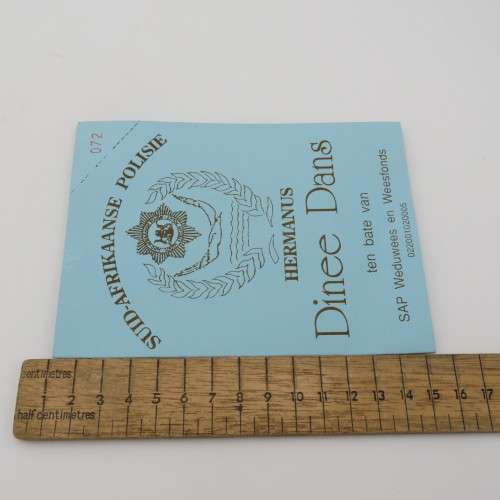 072
SUID-AFRIKAANSE POLISIE
HERMANUS
Dinee Dans
ten bate van
SAP Weduwees en Weesfonds
022001020005
centimetres
1 2 3 4 5 6 7 8 9 10 11 12 13 14 15 16 17
half centimetres